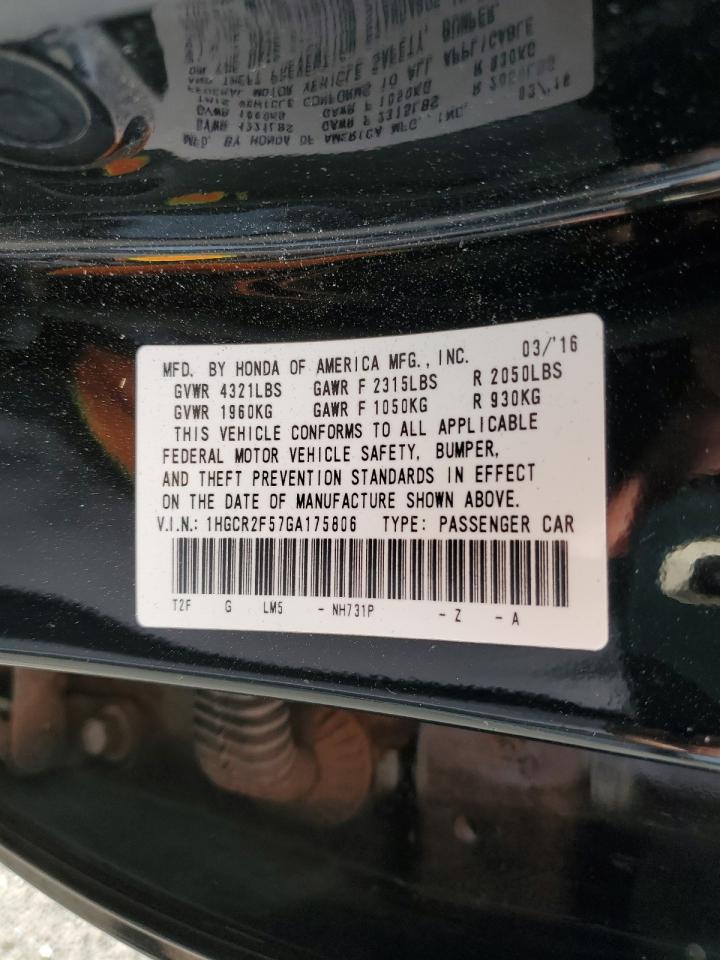 MFD. BY HONDA OF AMERICA MFG., INC. 03/'16
GVWR 4321LBS GAWR F 2315LBS R 2050LBS
GVWR 1960KG GAWR F 1050KG R 930KG
THIS VEHICLE CONFORMS TO ALL APPLICABLE
FEDERAL MOTOR VEHICLE SAFETY, BUMPER,
AND THEFT PREVENTION STANDARDS IN EFFECT
ON THE DATE OF MANUFACTURE SHOWN ABOVE.
V.I.N.: 1HGCR2F57GA175806 TYPE: PASSENGER CAR
T2F G LM5 - NH731P - Z - A